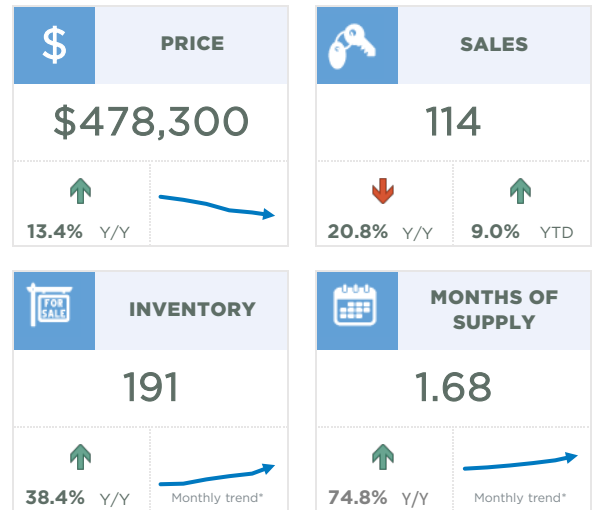 $
PRICE
$478,300
13.4% Y/Y
SALES
114
20.8% Y/Y
9.0% YTD
FOR
SALE
INVENTORY
191
38.4% Y/Y
Monthly trend*
MONTHS OF
SUPPLY
1.68
74.8% Y/Y
Monthly trend*